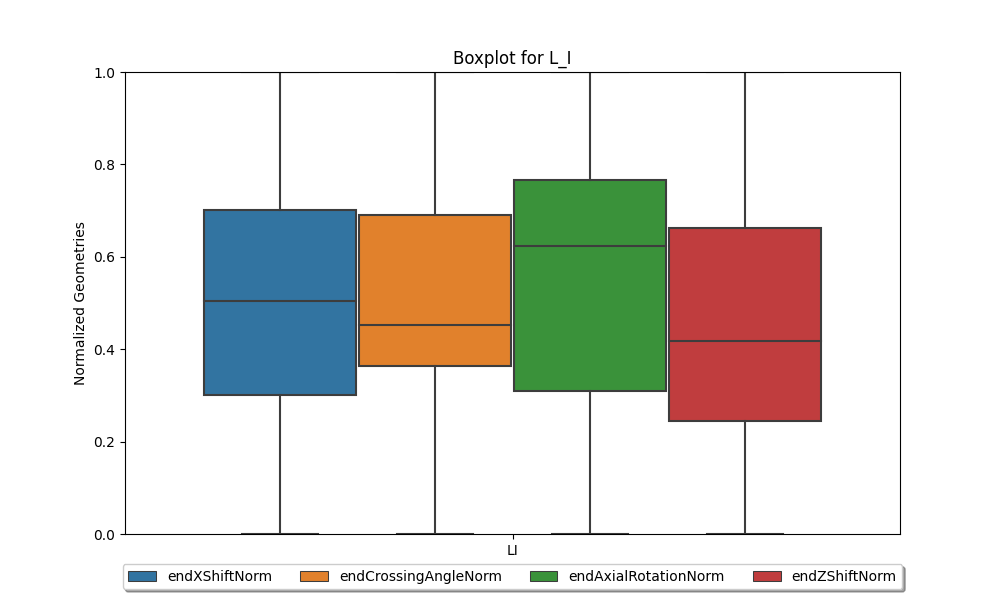 Boxplot for L_I
1.0
0.8
0.6
0.4
0.2
0.0
Normalized Geometries
LI
endXShiftNorm endCrossingAngleNorm endAxialRotationNorm endZShiftNorm